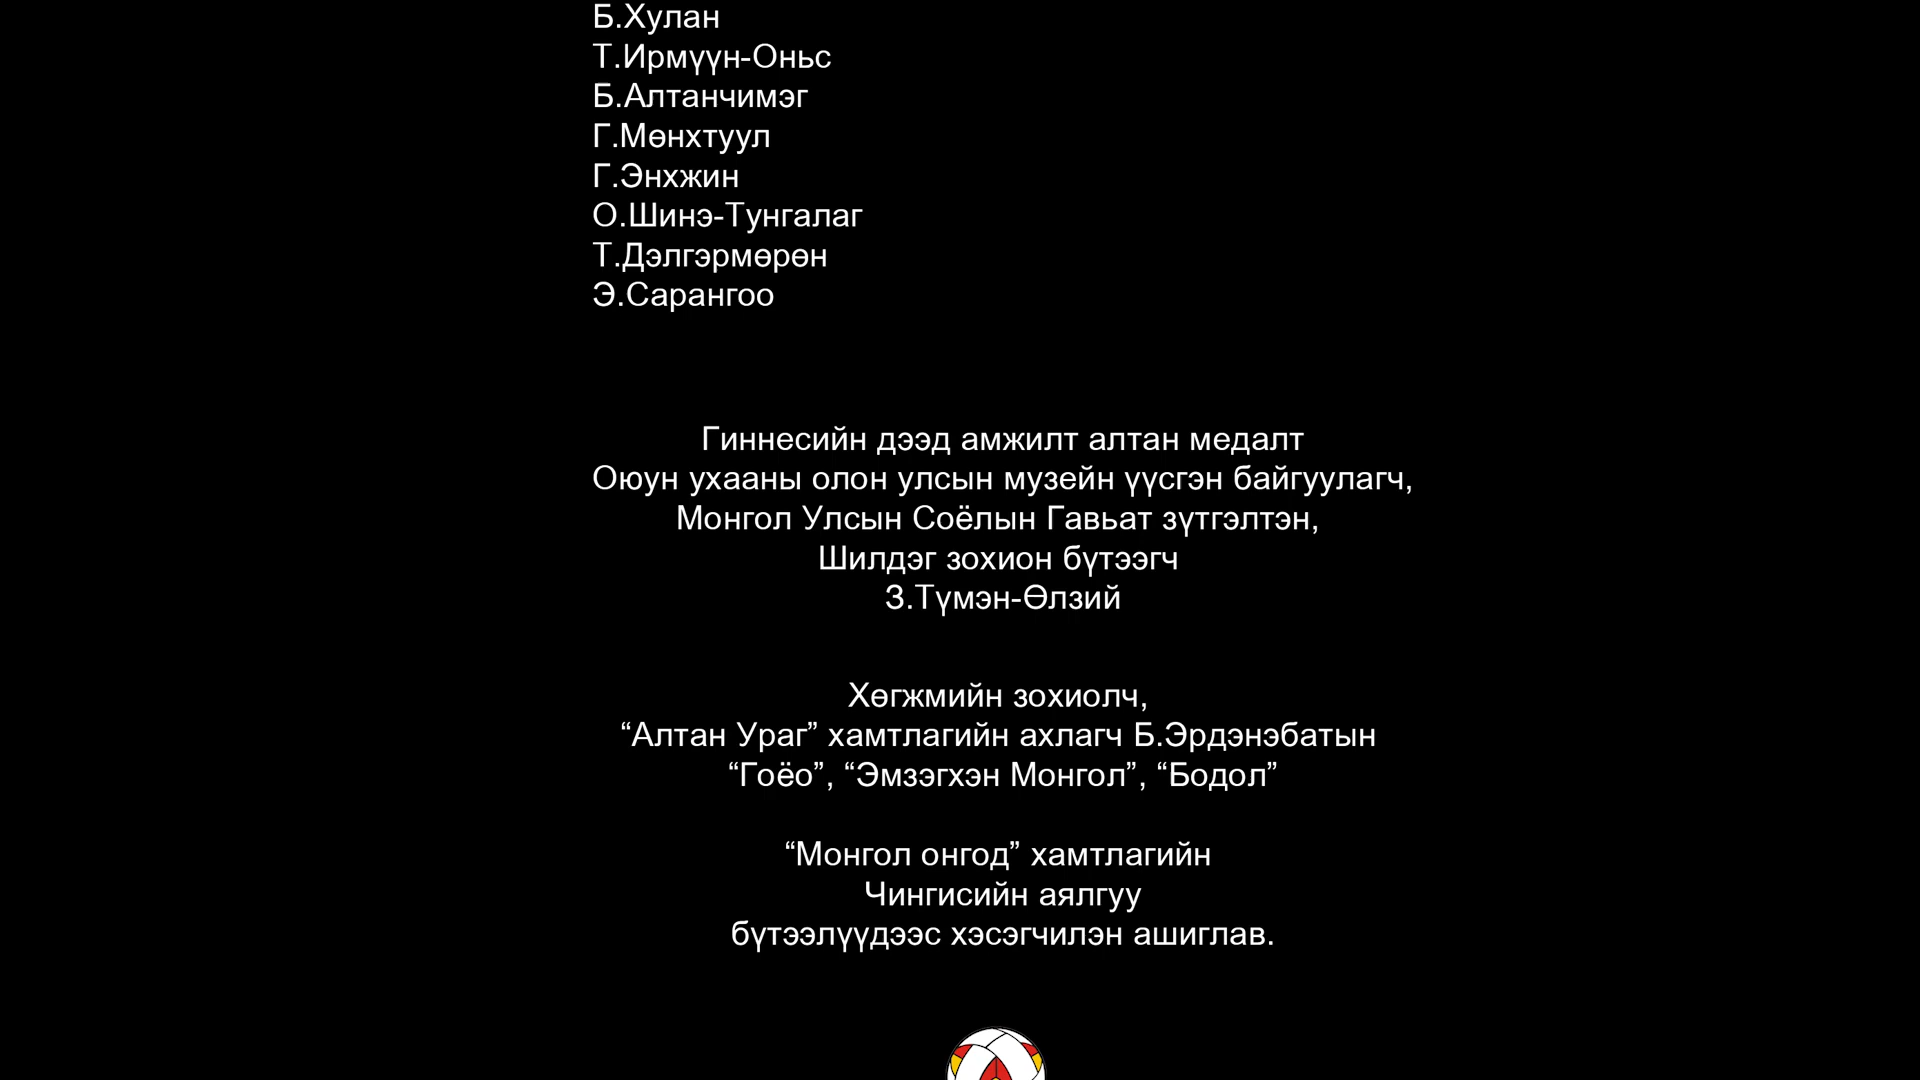 Б.Хулан
Т.Ирмүүн-Оньс
Б.Алтанчимэг
Г.Мөнхтуул
Г.Энхжин
О.Шинэ-Тунгалаг
Т.Дэлгэрмөрөн
Э.Сарангоо
Гиннесийн дээд амжилт алтан медалт
Оюун ухааны олон улсын музейн үүсгэн байгуулагч,
Монгол Улсын Соёлын Гавьат зүтгэлтэн,
Шилдэг зохион бүтээгч
З.Түмэн-Өлзий
Хөгжмийн зохиолч,
“Алтан Ураг” хамтлагийн ахлагч Б.Эрдэнэбатын
“Гоёо”, “Эмзэгхэн Монгол”, “Бодол”
“Монгол онгод” хамтлагийн
Чингисийн аялгуу
бүтээлүүдээс хэсэгчилэн ашиглав.